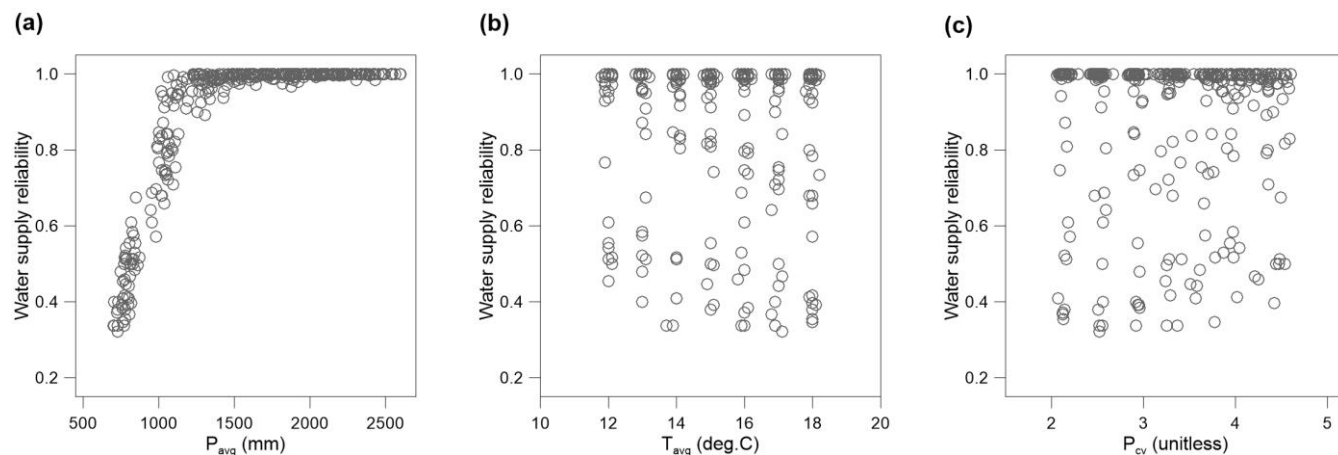 (a)
Water supply reliability
1.0
0.8
0.6
0.4
0.2
500 1000 1500 2000 2500
Pavg (mm)
(b)
Water supply reliability
1.0
0.8
0.6
0.4
0.2
10 12 14 16 18 20
Tavg (deg.C)
(c)
Water supply reliability
1.0
0.8
0.6
0.4
0.2
2 3 4 5
Pcv (unitless)